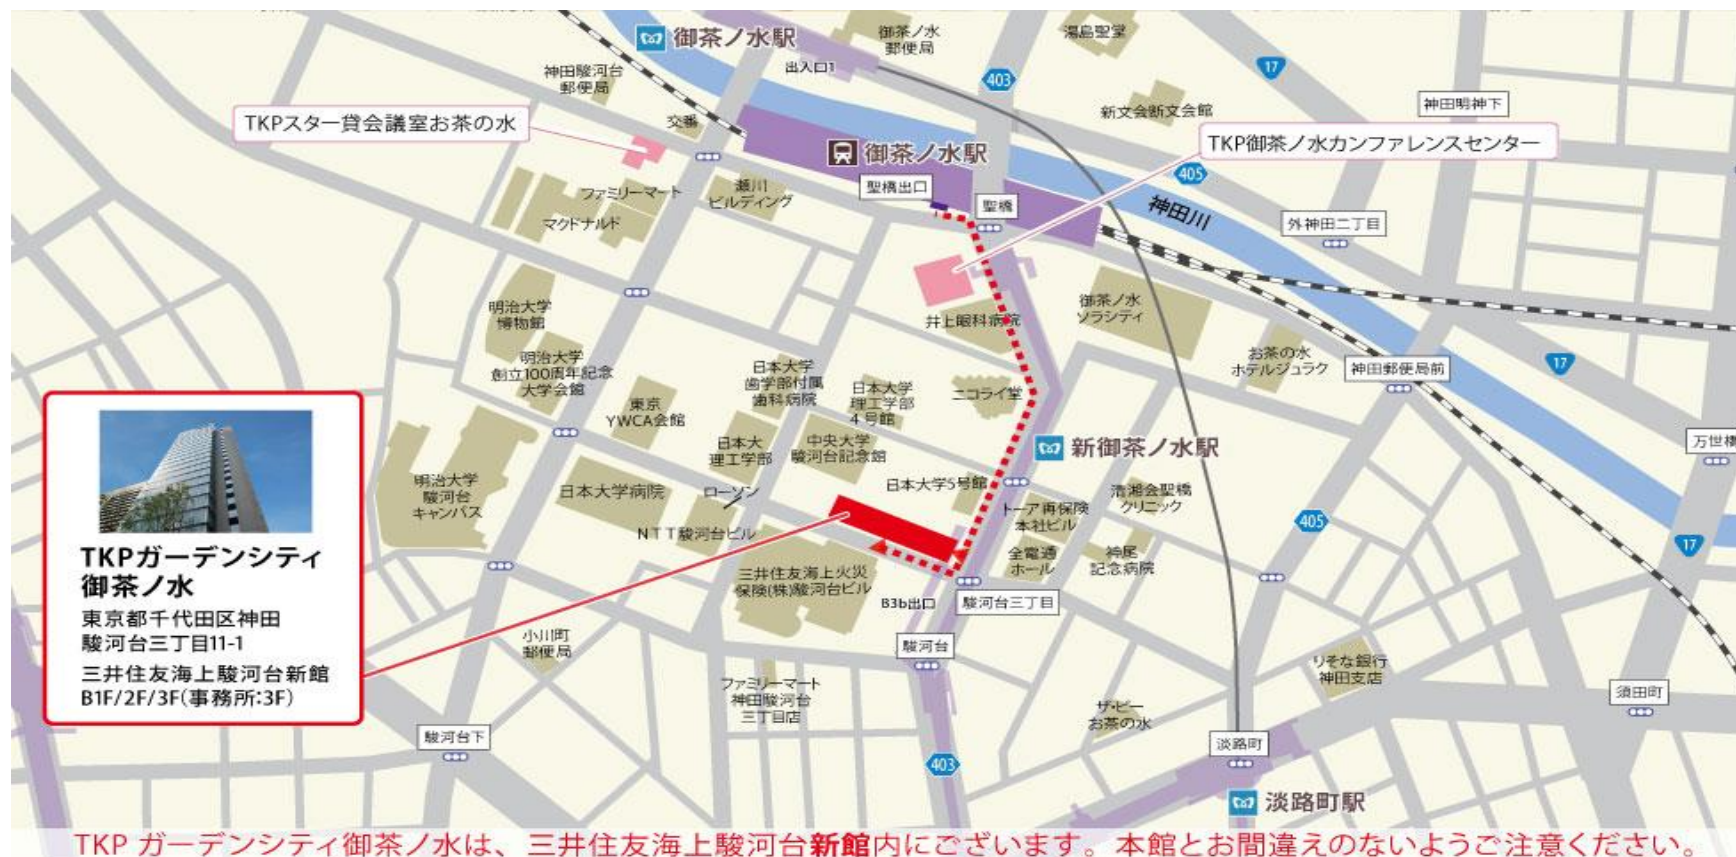 御茶ノ水駅
御茶ノ水
郵便局
湯島聖堂
出入口1
神田駿河台
郵便局
403
17
新文会断文会館
神田明神下
TKPスター貸会議室お茶の水
交番
TKP御茶ノ水カンファレンスセンター
御茶ノ水駅
405
聖橋出口
聖橋
神田川
外神田二丁目
ファミリーマート
瀬川
ビルディング
マクドナルド
明治大学
博物館
井上眼科病院
御茶ノ水
ソラシティ
お茶の水
ホテルジュラク
神田郵便局前
17
明治大学
創立100周年記念
大学会館
日本大学
歯学部付属
歯科病院
日本大学
理工学部
4号館
ニコライ堂
東京
YWCA会館
日本大
理工学部
中央大学
駿河台記念館
新御茶ノ水駅
万世橋
明治大学
駿河台
キャンパス
日本大学病院
ローソン
日本大学5号館
トーア再保険
本社ビル
清湘会聖橋
クリニック
405
17
NTT駿河台ビル
全電通
ホール
神尾
記念病院
三井住友海上火災
保険(株)駿河台ビル
B3b出口
駿河台三丁目
TKPガーデンシティ
御茶ノ水
東京都千代田区神田
駿河台三丁目11-1
三井住友海上駿河台新館
B1F/2F/3F(事務所:3F)
小川町
郵便局
駿河台
りそな銀行
神田支店
須田町
ファミリーマート
神田駿河台
三丁目店
ザ・ビー
お茶の水
駿河台下
淡路町
403
淡路町駅
TKP ガーデンシティ御茶ノ水は、三井住友海上駿河台新館内にございます。本館とお間違えのないようご注意ください。